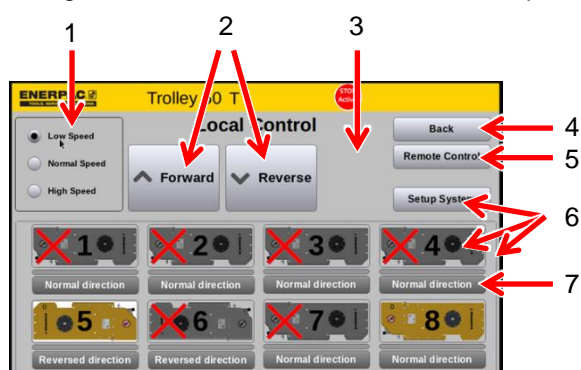 1
2
3
ENERPAC
Trolley 60 T
STOP
Active
Low Speed
Normal Speed
High Speed
Local Control
Forward
Reverse
Back
Remote Control
Setup System
4
5
6
7
1
2
3
4
Normal direction
Normal direction
Normal direction
Normal direction
5
6
7
8
Reversed direction
Reversed direction
Normal direction
Normal direction